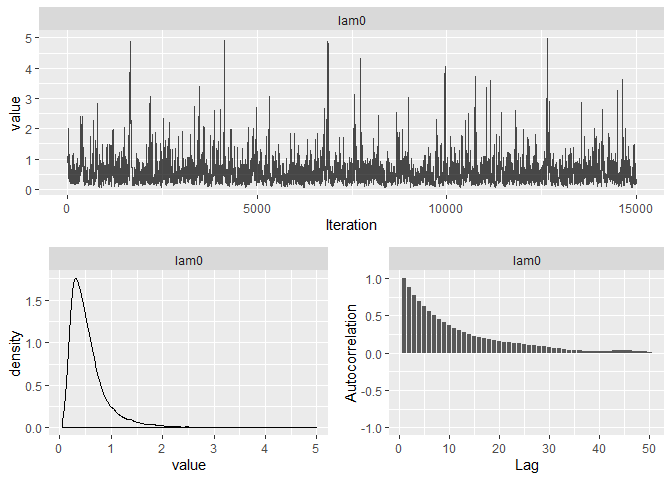 lam0
value
5
4
3
2
1
0
0 5000 10000 15000
Iteration
lam0
density
1.5
1.0
0.5
0.0
0 1 2 3 4 5
value
lam0
Autocorrelation
1.0
0.5
0.0
-0.5
-1.0
0 10 20 30 40 50
Lag